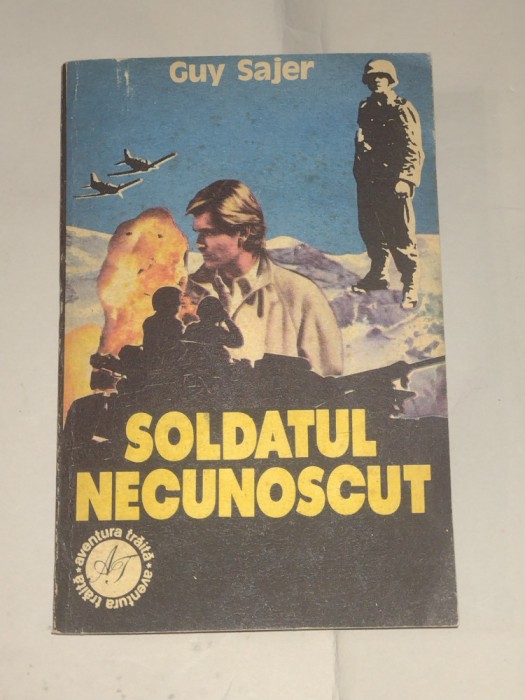 Guy Sajer
SOLDATUL
NECUNOSCUT
aventura trăită * aventura trăită *
AT